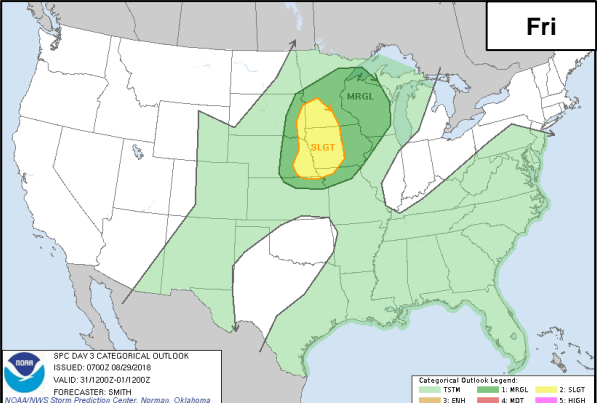 Fri
MRGL
SLGT
NOAA
SPC DAY 3 CATEGORICAL OUTLOOK
ISSUED: 0700Z 08/29/2018
VALID: 31/1200Z-01/1200Z
FORECASTER: SMITH
NOAA/NWS Storm Prediction Center, Norman, Oklahoma
Categorical Outlook Legend:
TSTM 1: MRGL 2: SLGT
3: ENH 4: MDT 5: HIGH